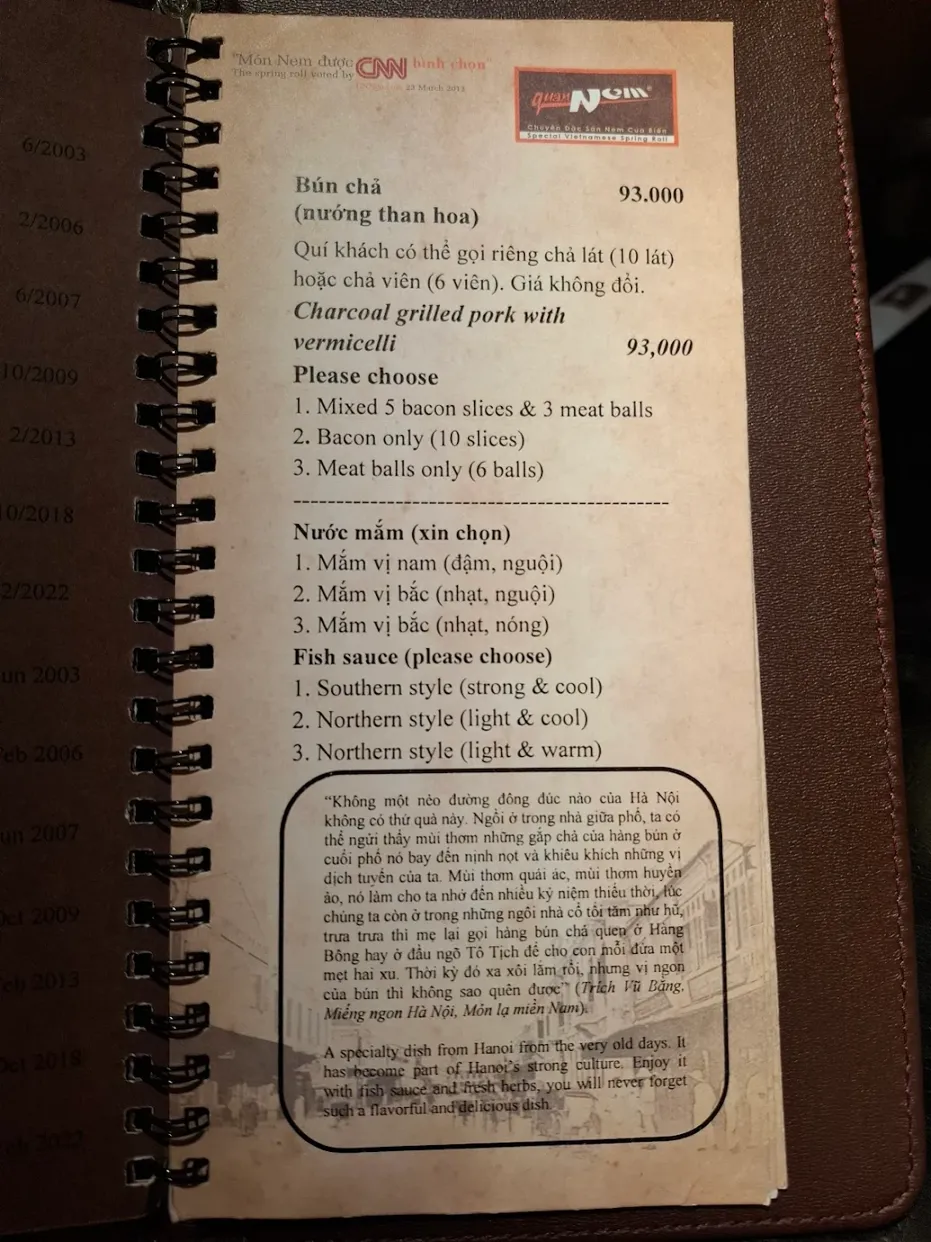 6/2003
2/2006
6/2007
10/2009
2/2013
10/2018
2/2022
un 2003
Feb 2006
un 2007
Oct 2009
Feb 2013
Oct 2018
2022
"Món Nem được CNN bình chọn"
The spring roll voted by
22 March 2012
quán Nem
Chuyên Đặc Sản Nem Cua Biển
Special Vietnamese Spring Roll
Bún chả 93.000
(nướng than hoa)
Quí khách có thể gọi riêng chả lát (10 lát)
hoặc chả viên (6 viên). Giá không đổi.
Charcoal grilled pork with
vermicelli 93,000
Please choose
1. Mixed 5 bacon slices & 3 meat balls
2. Bacon only (10 slices)
3. Meat balls only (6 balls)
Nước mắm (xin chọn)
1. Mắm vị nam (đậm, nguội)
2. Mắm vị bắc (nhạt, nguội)
3. Mắm vị bắc (nhạt, nóng)
Fish sauce (please choose)
1. Southern style (strong & cool)
2. Northern style (light & cool)
3. Northern style (light & warm)
“Không một nẻo đường đông đúc nào của Hà Nội
không có thứ quà này. Ngồi ở trong nhà giữa phố, ta có
thể ngửi thấy mùi thơm những gắp chả của hàng bún ở
cuối phố nó bay đến nịnh nọt và khiêu khích những vị
dịch tuyến của ta. Mùi thơm quái ác, mùi thơm huyền
ảo, nó làm cho ta nhớ đến nhiều kỷ niệm thiếu thời, lúc
chúng ta còn ở trong những ngôi nhà cổ tối tăm như hủ,
trưa trưa thì mẹ lại gọi hàng bún chả quen ở Hàng
Bông hay ở đầu ngõ Tô Tịch để cho con mỗi đứa một
mẹt hai xu. Thời kỳ đó xa xôi lắm rồi, nhưng vị ngon
của bún thì không sao quên được” (Trích Vũ Bằng,
Miếng ngon Hà Nội, Món lạ miền Nam).
A specialty dish from Hanoi from the very old days. It
has become part of Hanoi's strong culture. Enjoy it
with fish sauce and fresh herbs, you will never forget
such a flavorful and delicious dish.